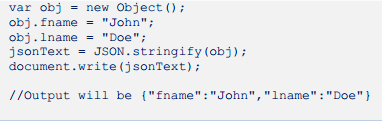 var obj = new Object();
obj.fname = "John";
obj.lname = "Doe";
jsonText = JSON.stringify(obj);
document.write(jsonText);
//Output will be {"fname":"John","lname":"Doe"}